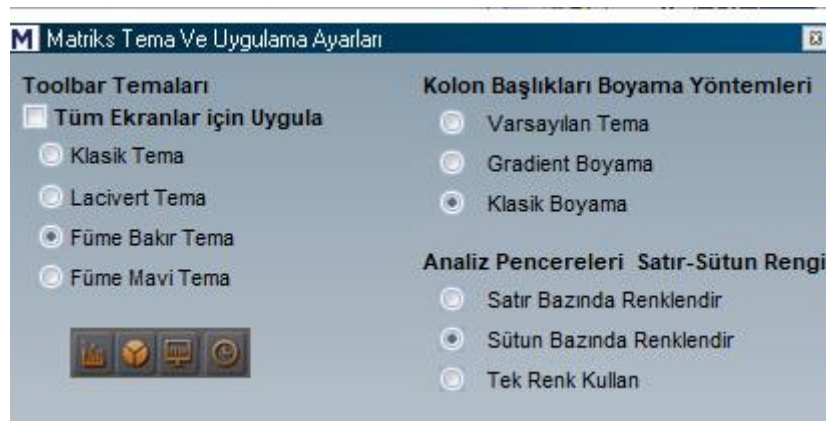 M Matriks Tema Ve Uygulama Ayarları
Toolbar Temaları
Tüm Ekranlar için Uygula
Klasik Tema
Lacivert Tema
Füme Bakır Tema
Füme Mavi Tema
Kolon Başlıkları Boyama Yöntemleri
Varsayılan Tema
Gradient Boyama
Klasik Boyama
Analiz Pencereleri Satır-Sütun Rengi
Satır Bazında Renklendir
Sütun Bazında Renklendir
Tek Renk Kullan